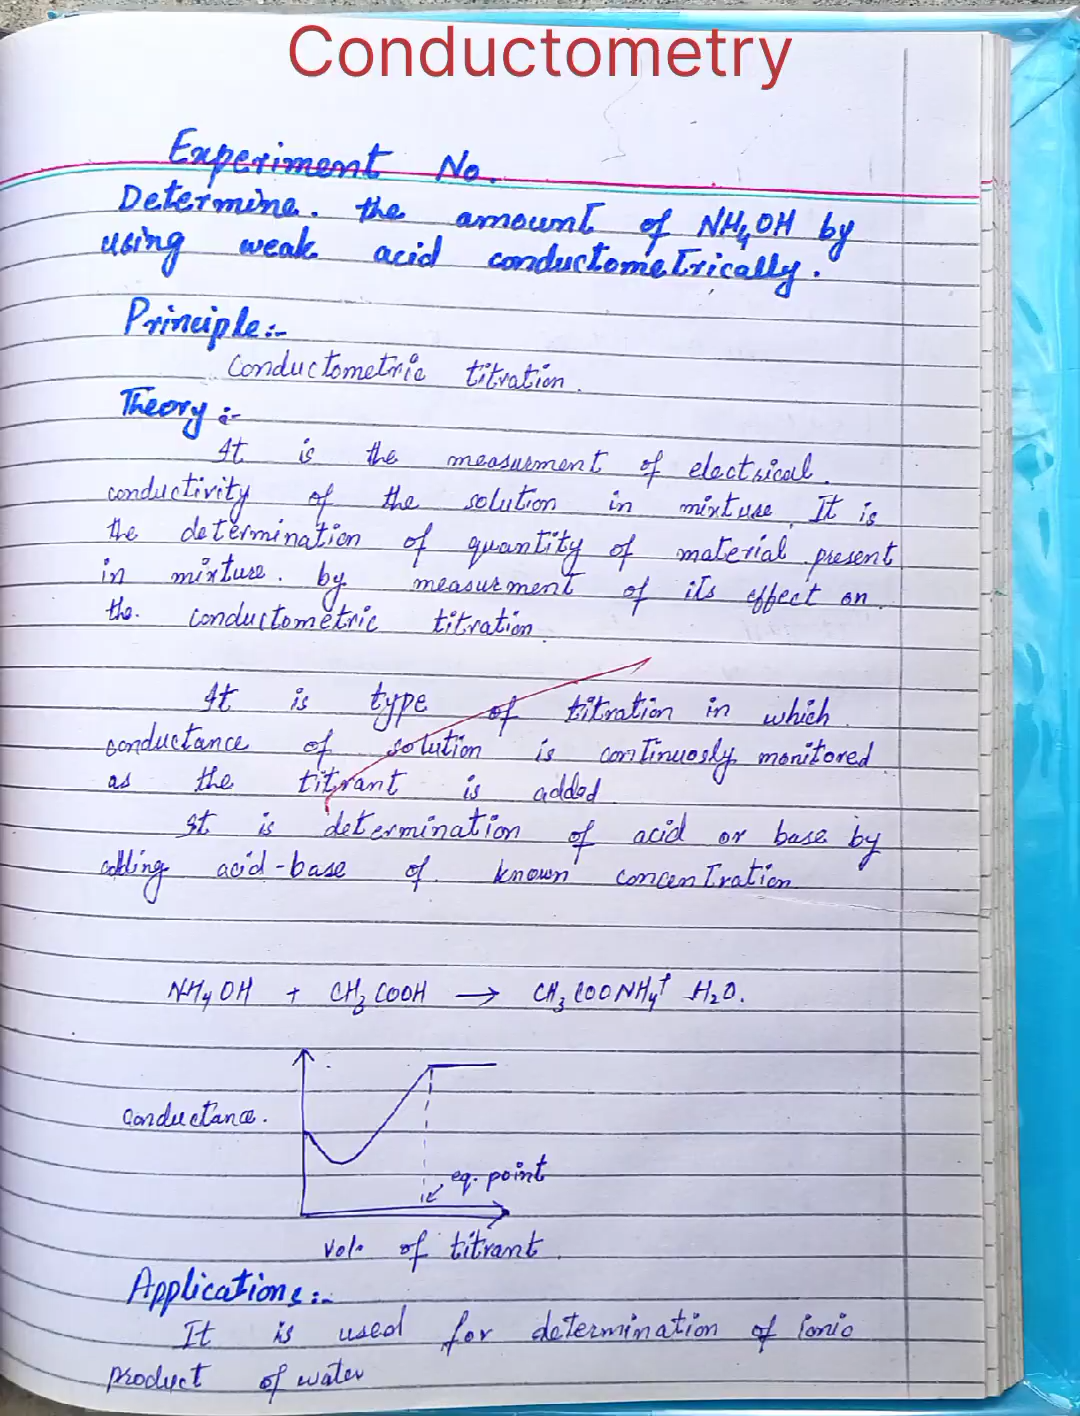 Conductometry
Experiment No.
Determine. the amount of NH₄OH by
using weak acid conductometrically.
Principle:-
Conductometric titration.
Theory:-
It is the measurment of electrical.
conductivity of the solution in mixture. It is
the determination of quantity of material present
in mixture. by measurment of its effect on
the. conductometric titration.
It is type of titration in which
conductance of solution is continuosly monitored
as the titrant is added
It is determination of acid or base by
adding acid-base of known concentration
NH₄OH + CH₃COOH → CH₃COONH₄↑ H₂O.
Conductance.
eq. point
Vol. of titrant.
Applications:-
It is used for determination of ionic
product of water